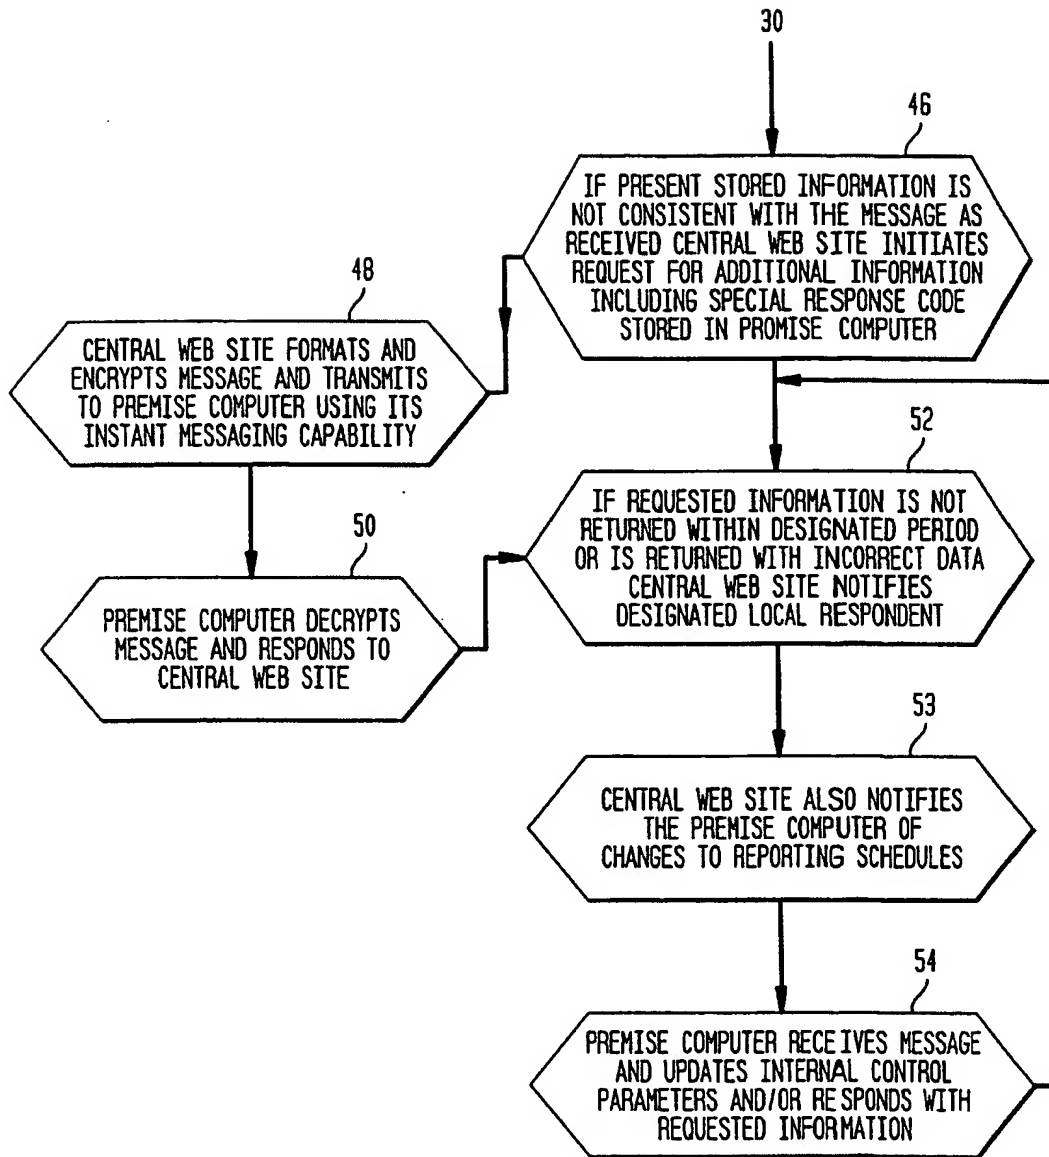 30
46
IF PRESENT STORED INFORMATION IS
NOT CONSISTENT WITH THE MESSAGE AS
RECEIVED CENTRAL WEB SITE INITIATES
REQUEST FOR ADDITIONAL INFORMATION
INCLUDING SPECIAL RESPONSE CODE
STORED IN PROMISE COMPUTER
48
CENTRAL WEB SITE FORMATS AND
ENCRYPTS MESSAGE AND TRANSMITS
TO PREMISE COMPUTER USING ITS
INSTANT MESSAGING CAPABILITY
50
PREMISE COMPUTER DECRYPTS
MESSAGE AND RESPONDS TO
CENTRAL WEB SITE
52
IF REQUESTED INFORMATION IS NOT
RETURNED WITHIN DESIGNATED PERIOD
OR IS RETURNED WITH INCORRECT DATA
CENTRAL WEB SITE NOTIFIES
DESIGNATED LOCAL RESPONDENT
53
CENTRAL WEB SITE ALSO NOTIFIES
THE PREMISE COMPUTER OF
CHANGES TO REPORTING SCHEDULES
54
PREMISE COMPUTER RECEIVES MESSAGE
AND UPDATES INTERNAL CONTROL
PARAMETERS AND/OR RESPONDS WITH
REQUESTED INFORMATION